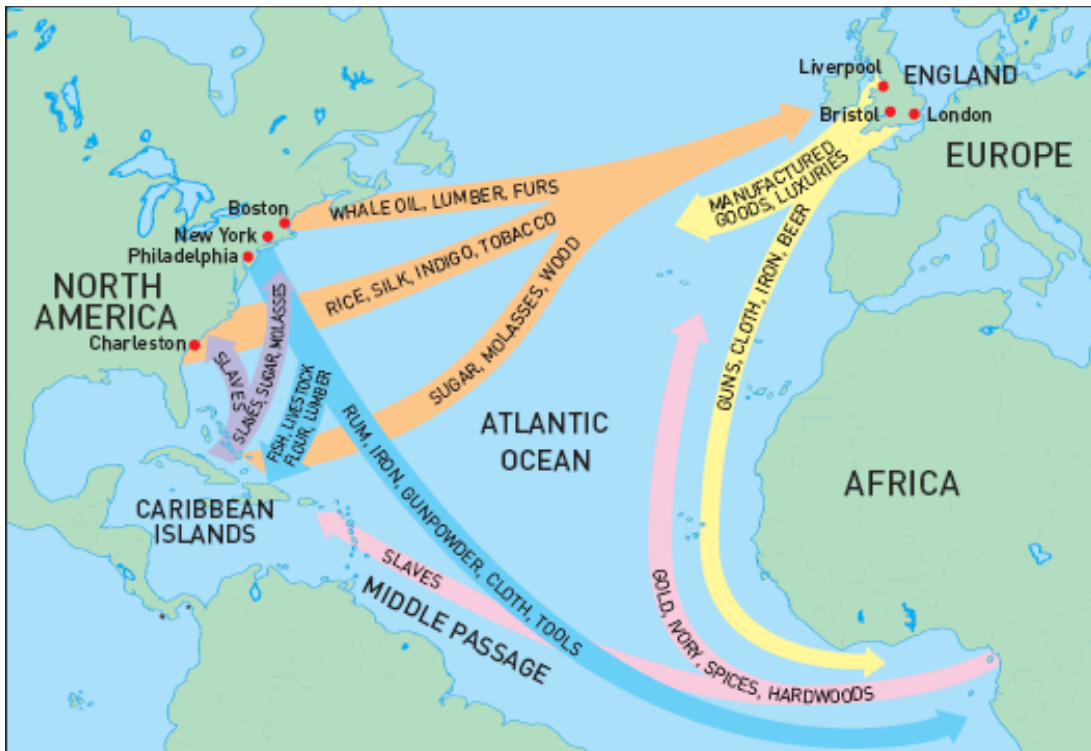 Liverpool
ENGLAND
Bristol
London
EUROPE
MANUFACTURED
GOODS, LUXURIES
WHALE OIL, LUMBER, FURS
Boston
New York
Philadelphia
RICE, SILK, INDIGO, TOBACCO
NORTH
AMERICA
Charleston
SLAVES
SLAVES, SUGAR, MOLASSES
FISH, LIVESTOCK
FLOUR, LUMBER
SUGAR, MOLASSES, WOOD
GUNS, CLOTH, IRON, BEER
ATLANTIC
OCEAN
AFRICA
CARIBBEAN
ISLANDS
RUM, IRON, GUNPOWDER, CLOTH, TOOLS
SLAVES
MIDDLE PASSAGE
GOLD, IVORY, SPICES, HARDWOODS